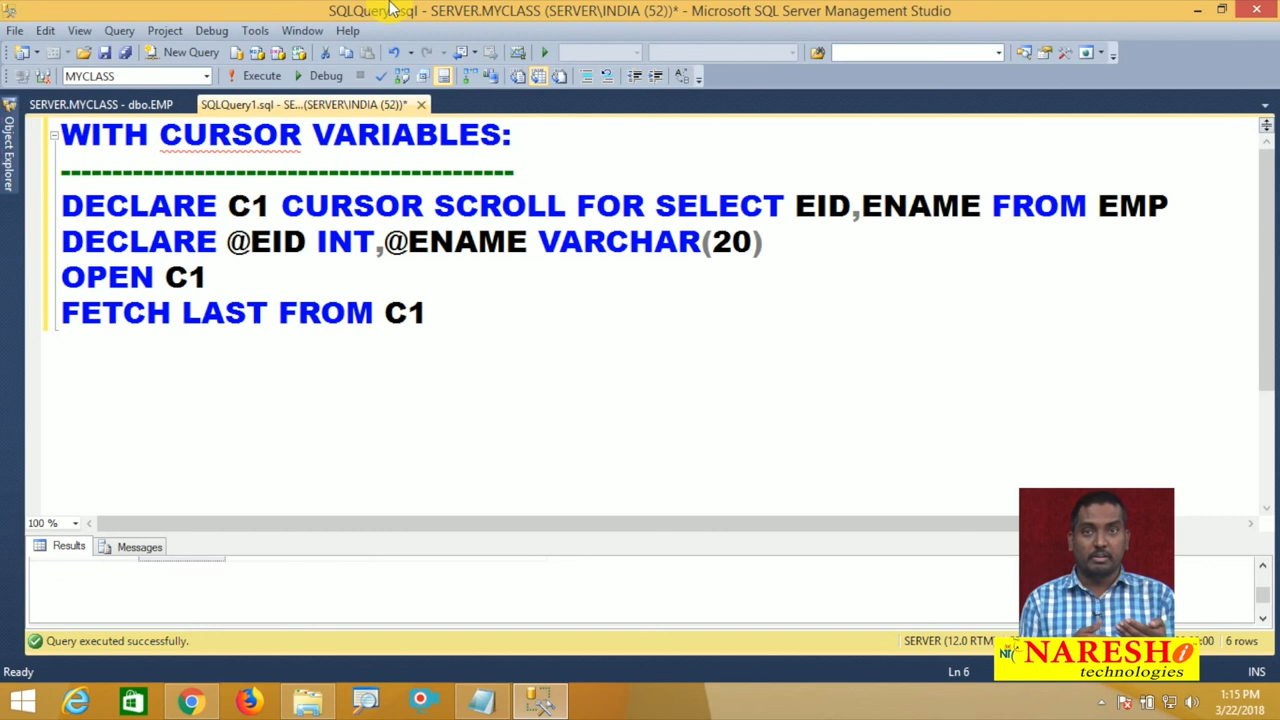 SQLQuery1.sql - SERVER.MYCLASS (SERVER\INDIA (52))* - Microsoft SQL Server Management Studio
File Edit View Query Project Debug Tools Window Help
New Query
MYCLASS Execute Debug
SERVER.MYCLASS - dbo.EMP SQLQuery1.sql - SE...(SERVER\INDIA (52))*
Object Explorer
WITH CURSOR VARIABLES:
--------------------------------------------
DECLARE C1 CURSOR SCROLL FOR SELECT EID,ENAME FROM EMP
DECLARE @EID INT,@ENAME VARCHAR(20)
OPEN C1
FETCH LAST FROM C1
100 %
Results Messages
Query executed successfully. SERVER (12.0 RTM) 6 rows
NARESH i
technologies
Ready Ln 6 INS
1:15 PM
3/22/2018